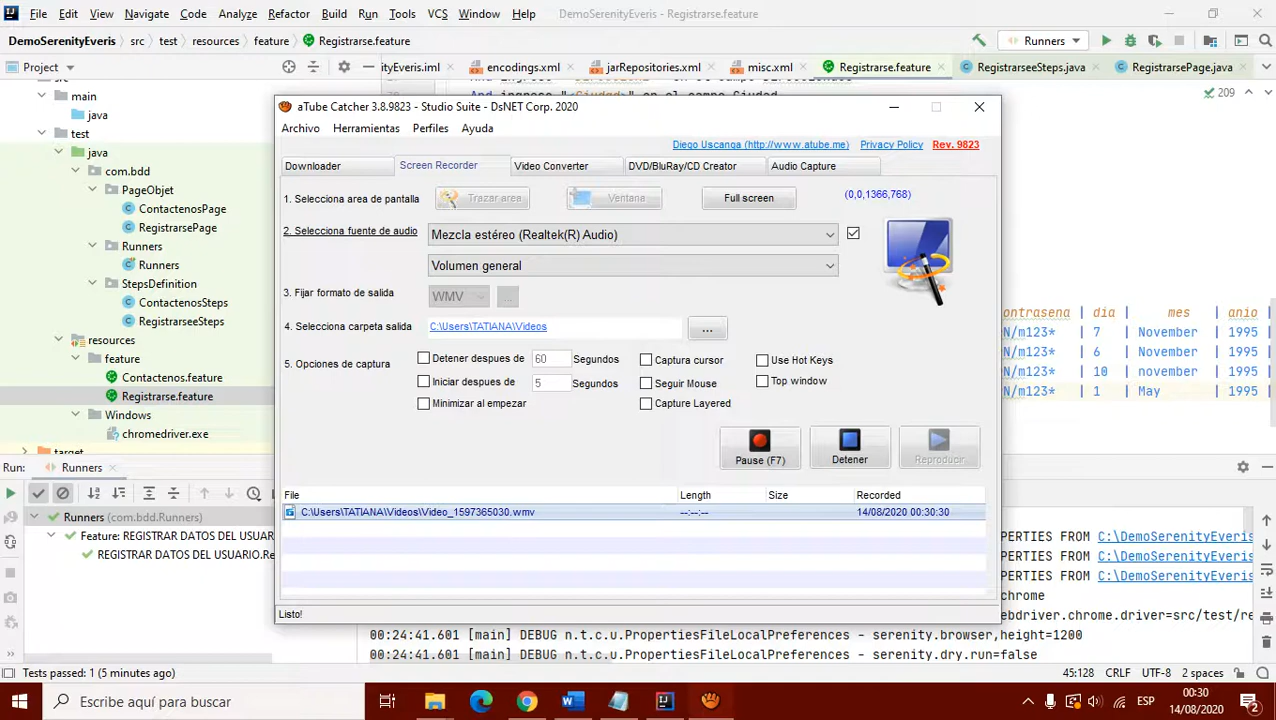 File Edit View Navigate Code Analyze Refactor Build Run Tools VCS Window Help DemoSerenityEveris - Registrarse.feature
DemoSerenityEveris src test resources feature Registrarse.feature Runners
Project ityEveris.iml encodings.xml jarRepositories.xml misc.xml Registrarse.feature RegistrarseeSteps.java RegistrarsePage.java
209
main
java
test
java
com.bdd
PageObjet
ContactenosPage
RegistrarsePage
Runners
Runners
StepsDefinition
ContactenosSteps
RegistrarseeSteps
resources
feature
Contactenos.feature
Registrarse.feature
Windows
chromedriver.exe
target
aTube Catcher 3.8.9823 - Studio Suite - DsNET Corp. 2020
Archivo Herramientas Perfiles Ayuda
Diego Uscanga (http://www.atube.me) Privacy Policy Rev. 9823
Downloader Screen Recorder Video Converter DVD/BluRay/CD Creator Audio Capture
1. Selecciona area de pantalla Trazar area Ventana Full screen (0,0,1366,768)
2. Selecciona fuente de audio Mezcla estéreo (Realtek(R) Audio)
Volumen general
3. Fijar formato de salida WMV ...
4. Selecciona carpeta salida C:\Users\TATIANA\Videos ...
5. Opciones de captura Detener despues de 60 Segundos Captura cursor Use Hot Keys
Iniciar despues de 5 Segundos Seguir Mouse Top window
Minimizar al empezar Capture Layered
Pause (F7) Detener Reproducir
File Length Size Recorded
C:\Users\TATIANA\Videos\Video_1597365030.wmv --:--:-- 14/08/2020 00:30:30
Listo!
ontrasena | dia | mes | anio |
N/m123* | 7 | November | 1995 |
N/m123* | 6 | november | 1995 |
N/m123* | 10 | november | 1995 |
N/m123* | 1 | May | 1995 |
Run: Runners
Runners (com.bdd.Runners)
Feature: REGISTRAR DATOS DEL USUAR
REGISTRAR DATOS DEL USUARIO.Re
OPERTIES FROM C:\DemoSerenityEveris
OPERTIES FROM C:\DemoSerenityEveris
OPERTIES FROM C:\DemoSerenityEveris
chrome
ebdriver.chrome.driver=src/test/re
00:24:41.601 [main] DEBUG n.t.c.u.PropertiesFileLocalPreferences - serenity.browser,height=1200
00:24:41.601 [main] DEBUG n.t.c.u.PropertiesFileLocalPreferences - serenity.dry.run=false
Tests passed: 1 (5 minutes ago) 45:128 CRLF UTF-8 2 spaces
Escribe aquí para buscar ESP 00:30
14/08/2020 2